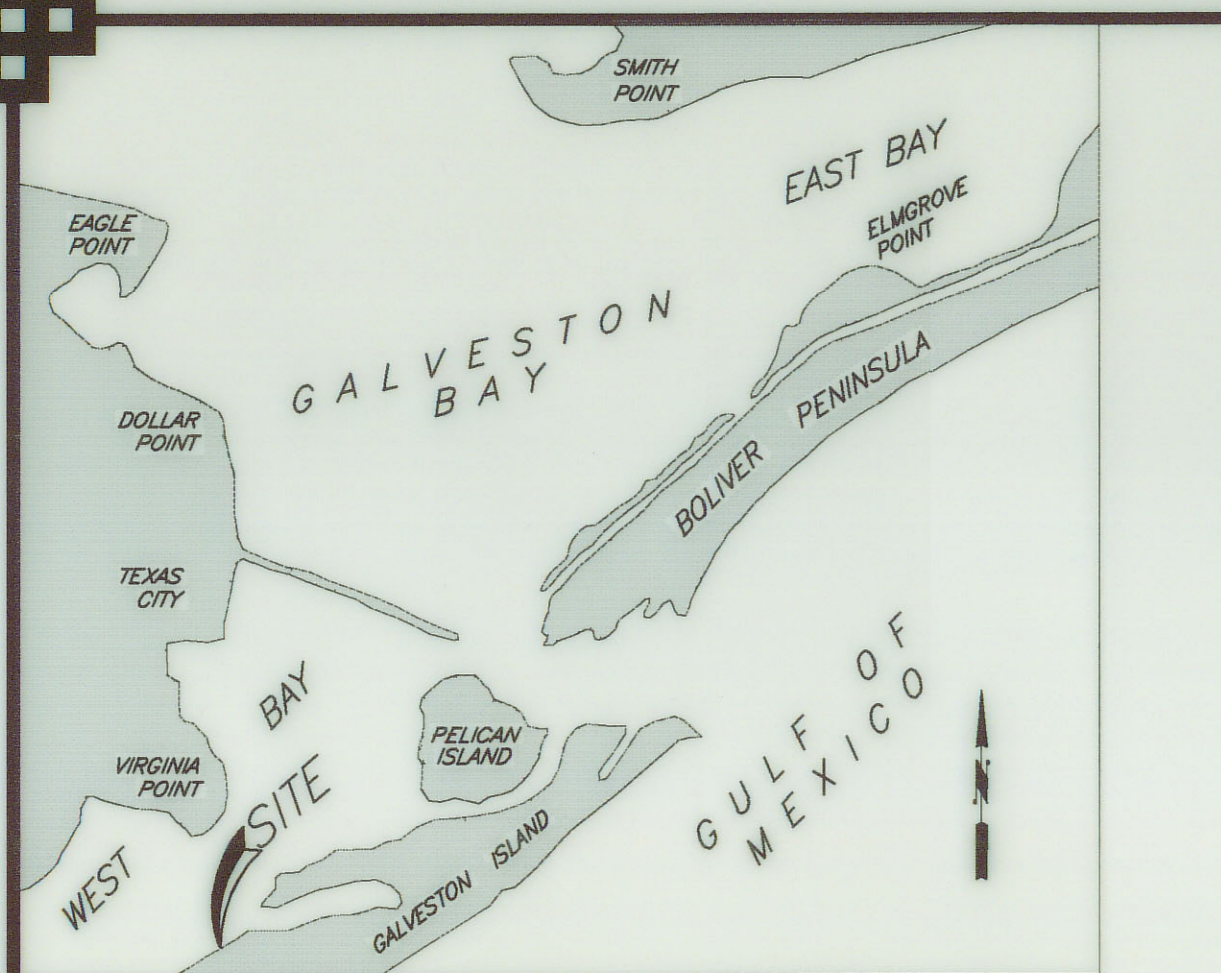 SMITH
POINT
EAST BAY
ELMGROVE
POINT
EAGLE
POINT
GALVESTON
BAY
BOLIVER PENINSULA
DOLLAR
POINT
TEXAS
CITY
GULF OF
MEXICO
BAY
PELICAN
ISLAND
VIRGINIA
POINT
SITE
WEST
GALVESTON ISLAND
N